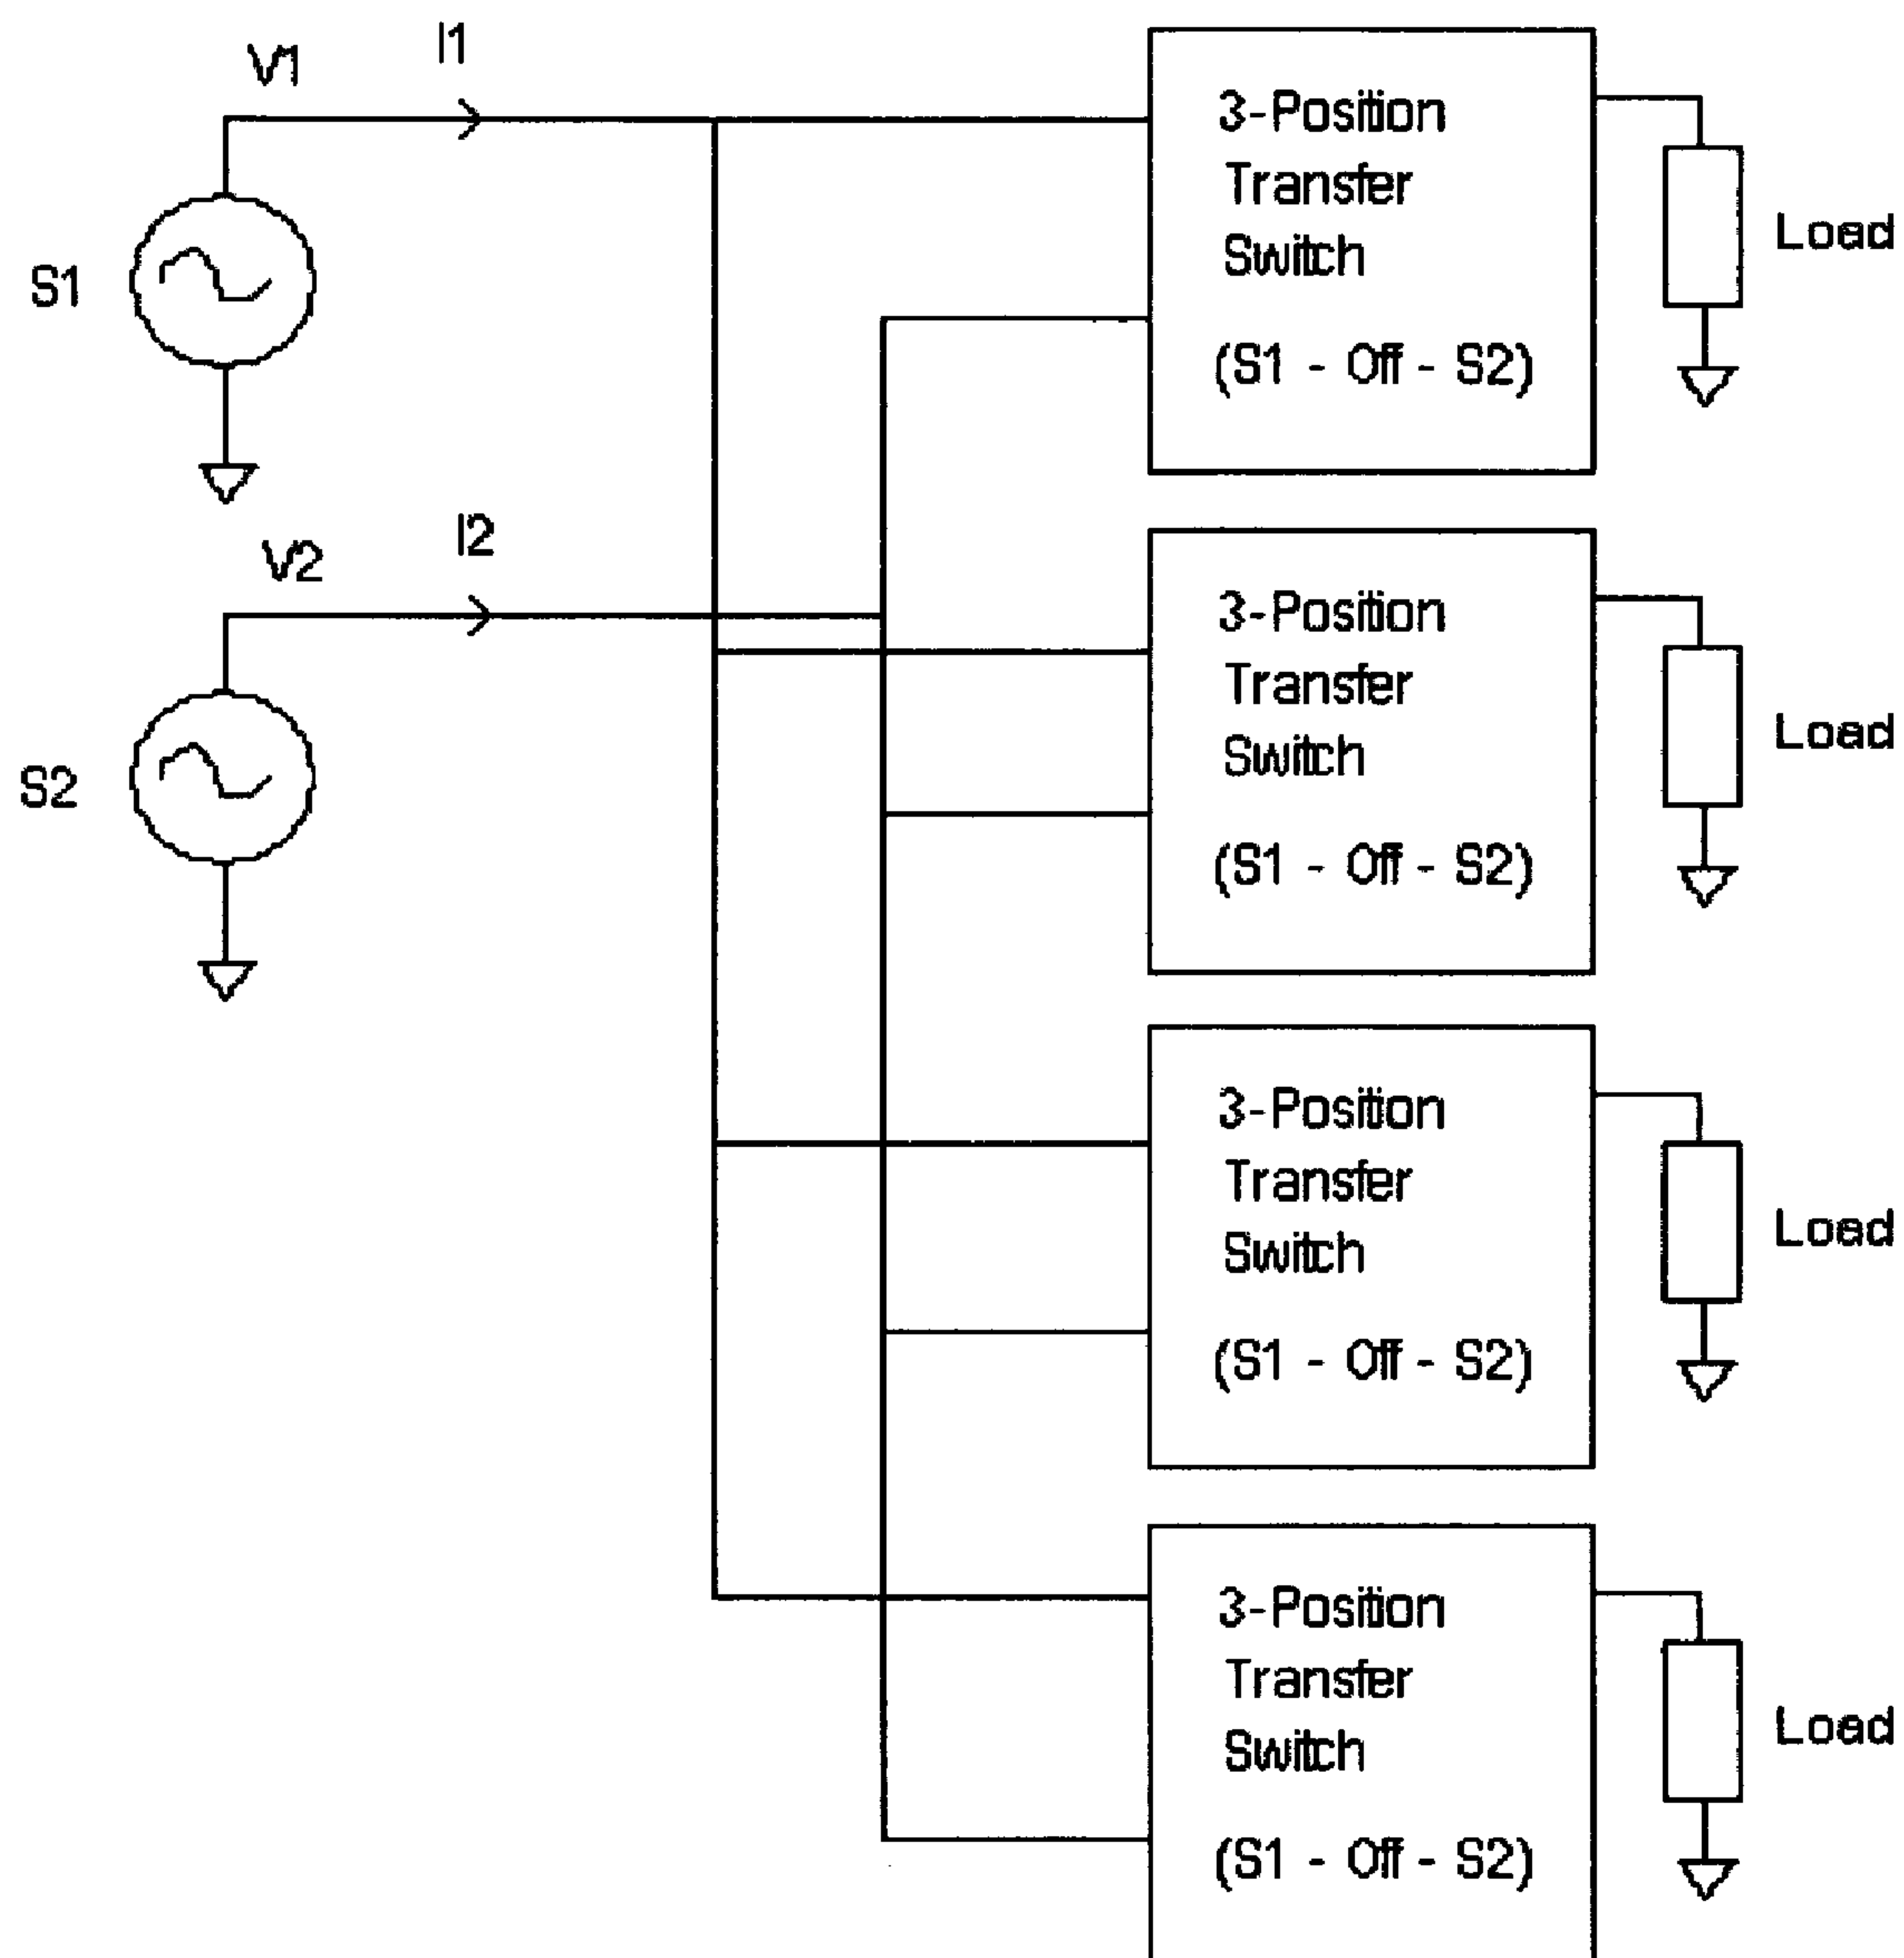 V1
I1
S1
3-Position
Transfer
Switch
(S1 - Off - S2)
Load
V2
I2
S2
3-Position
Transfer
Switch
(S1 - Off - S2)
Load
3-Position
Transfer
Switch
(S1 - Off - S2)
Load
3-Position
Transfer
Switch
(S1 - Off - S2)
Load